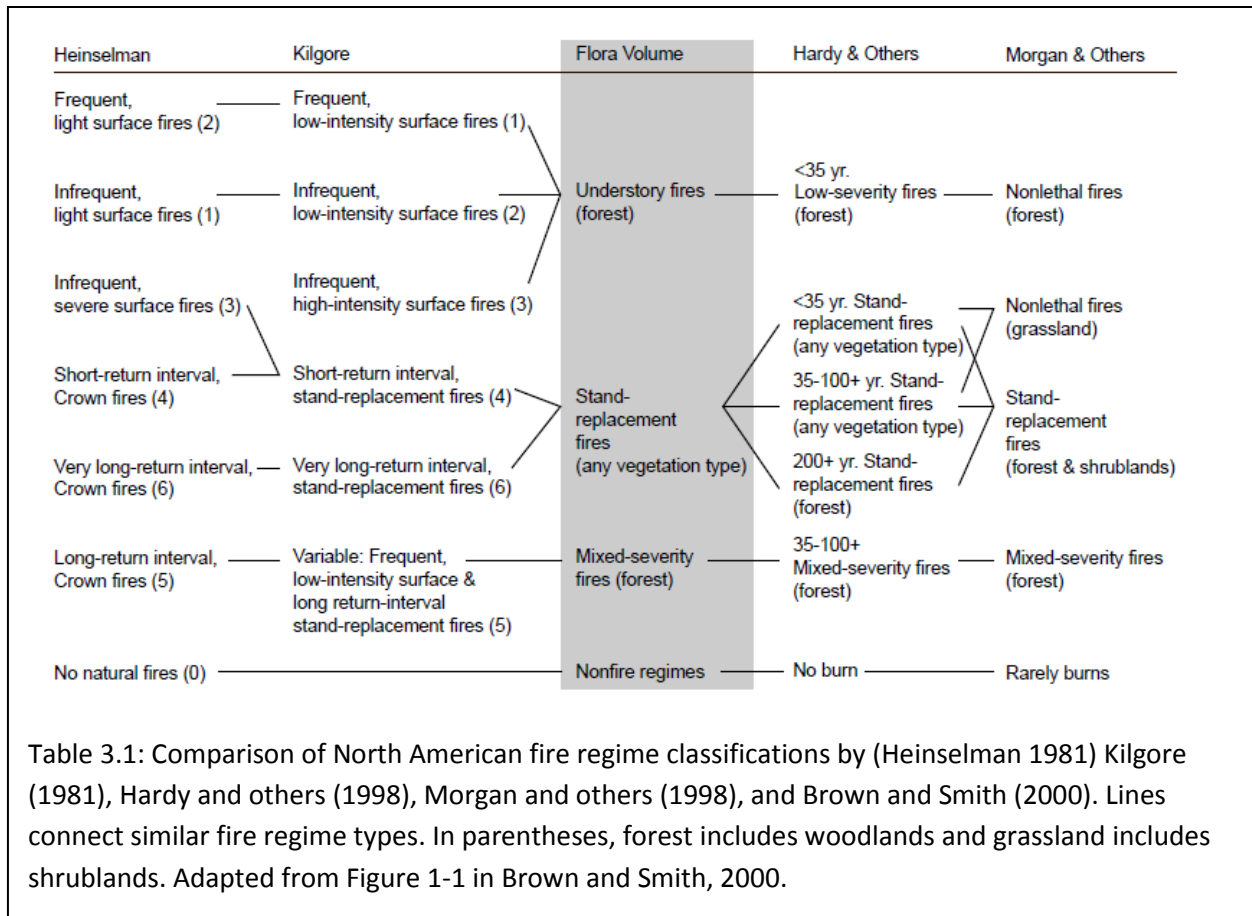 Heinselman Kilgore Flora Volume Hardy & Others Morgan & Others
Frequent,
light surface fires (2)
Frequent,
low-intensity surface fires (1)
Infrequent,
light surface fires (1)
Infrequent,
low-intensity surface fires (2)
Understory fires
(forest)
<35 yr.
Low-severity fires
(forest)
Nonlethal fires
(forest)
Infrequent,
severe surface fires (3)
Infrequent,
high-intensity surface fires (3)
<35 yr. Stand-
replacement fires
(any vegetation type)
Nonlethal fires
(grassland)
Short-return interval,
Crown fires (4)
Short-return interval,
stand-replacement fires (4)
Stand-
replacement
fires
(any vegetation type)
35-100+ yr. Stand-
replacement fires
(any vegetation type)
Stand-
replacement
fires
(forest & shrublands)
Very long-return interval,
Crown fires (6)
Very long-return interval,
stand-replacement fires (6)
200+ yr. Stand-
replacement fires
(forest)
Long-return interval,
Crown fires (5)
Variable: Frequent,
low-intensity surface &
long return-interval
stand-replacement fires (5)
Mixed-severity
fires (forest)
35-100+
Mixed-severity fires
(forest)
Mixed-severity fires
(forest)
No natural fires (0)
Nonfire regimes
No burn
Rarely burns
Table 3.1: Comparison of North American fire regime classifications by (Heinselman 1981) Kilgore
(1981), Hardy and others (1998), Morgan and others (1998), and Brown and Smith (2000). Lines
connect similar fire regime types. In parentheses, forest includes woodlands and grassland includes
shrublands. Adapted from Figure 1-1 in Brown and Smith, 2000.